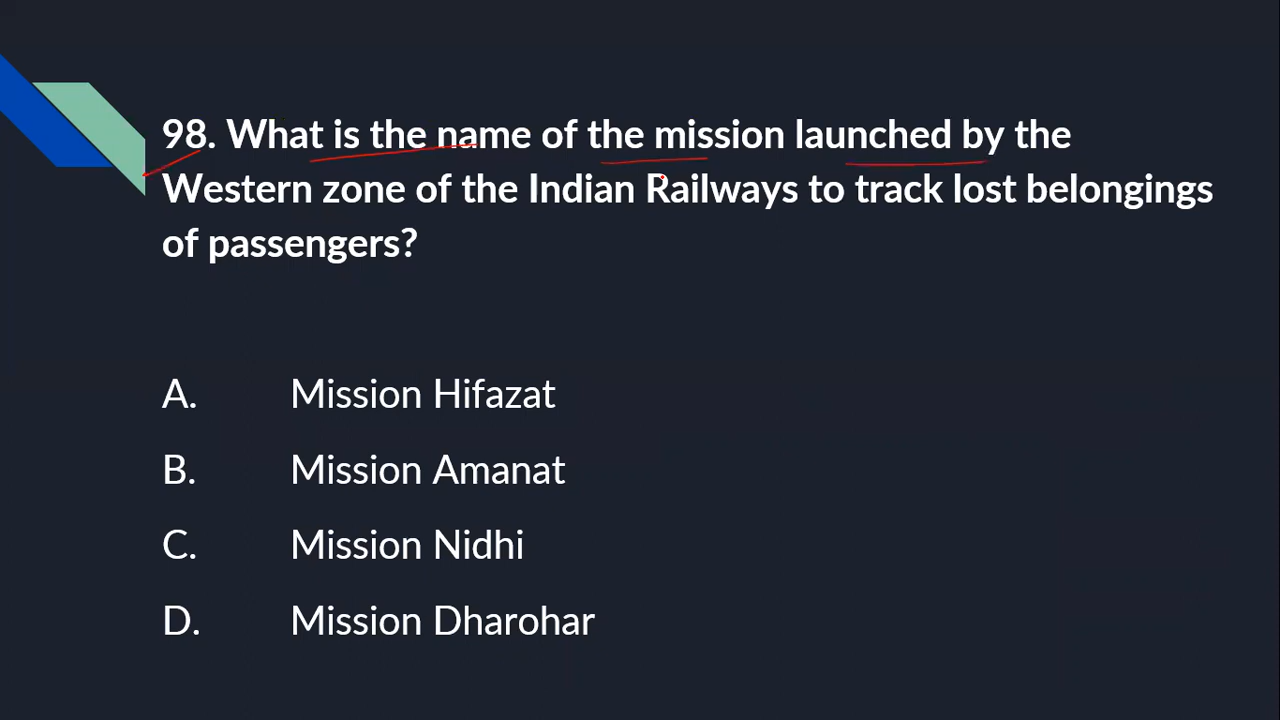 98. What is the name of the mission launched by the
Western zone of the Indian Railways to track lost belongings
of passengers?
A. Mission Hifazat
B. Mission Amanat
C. Mission Nidhi
D. Mission Dharohar